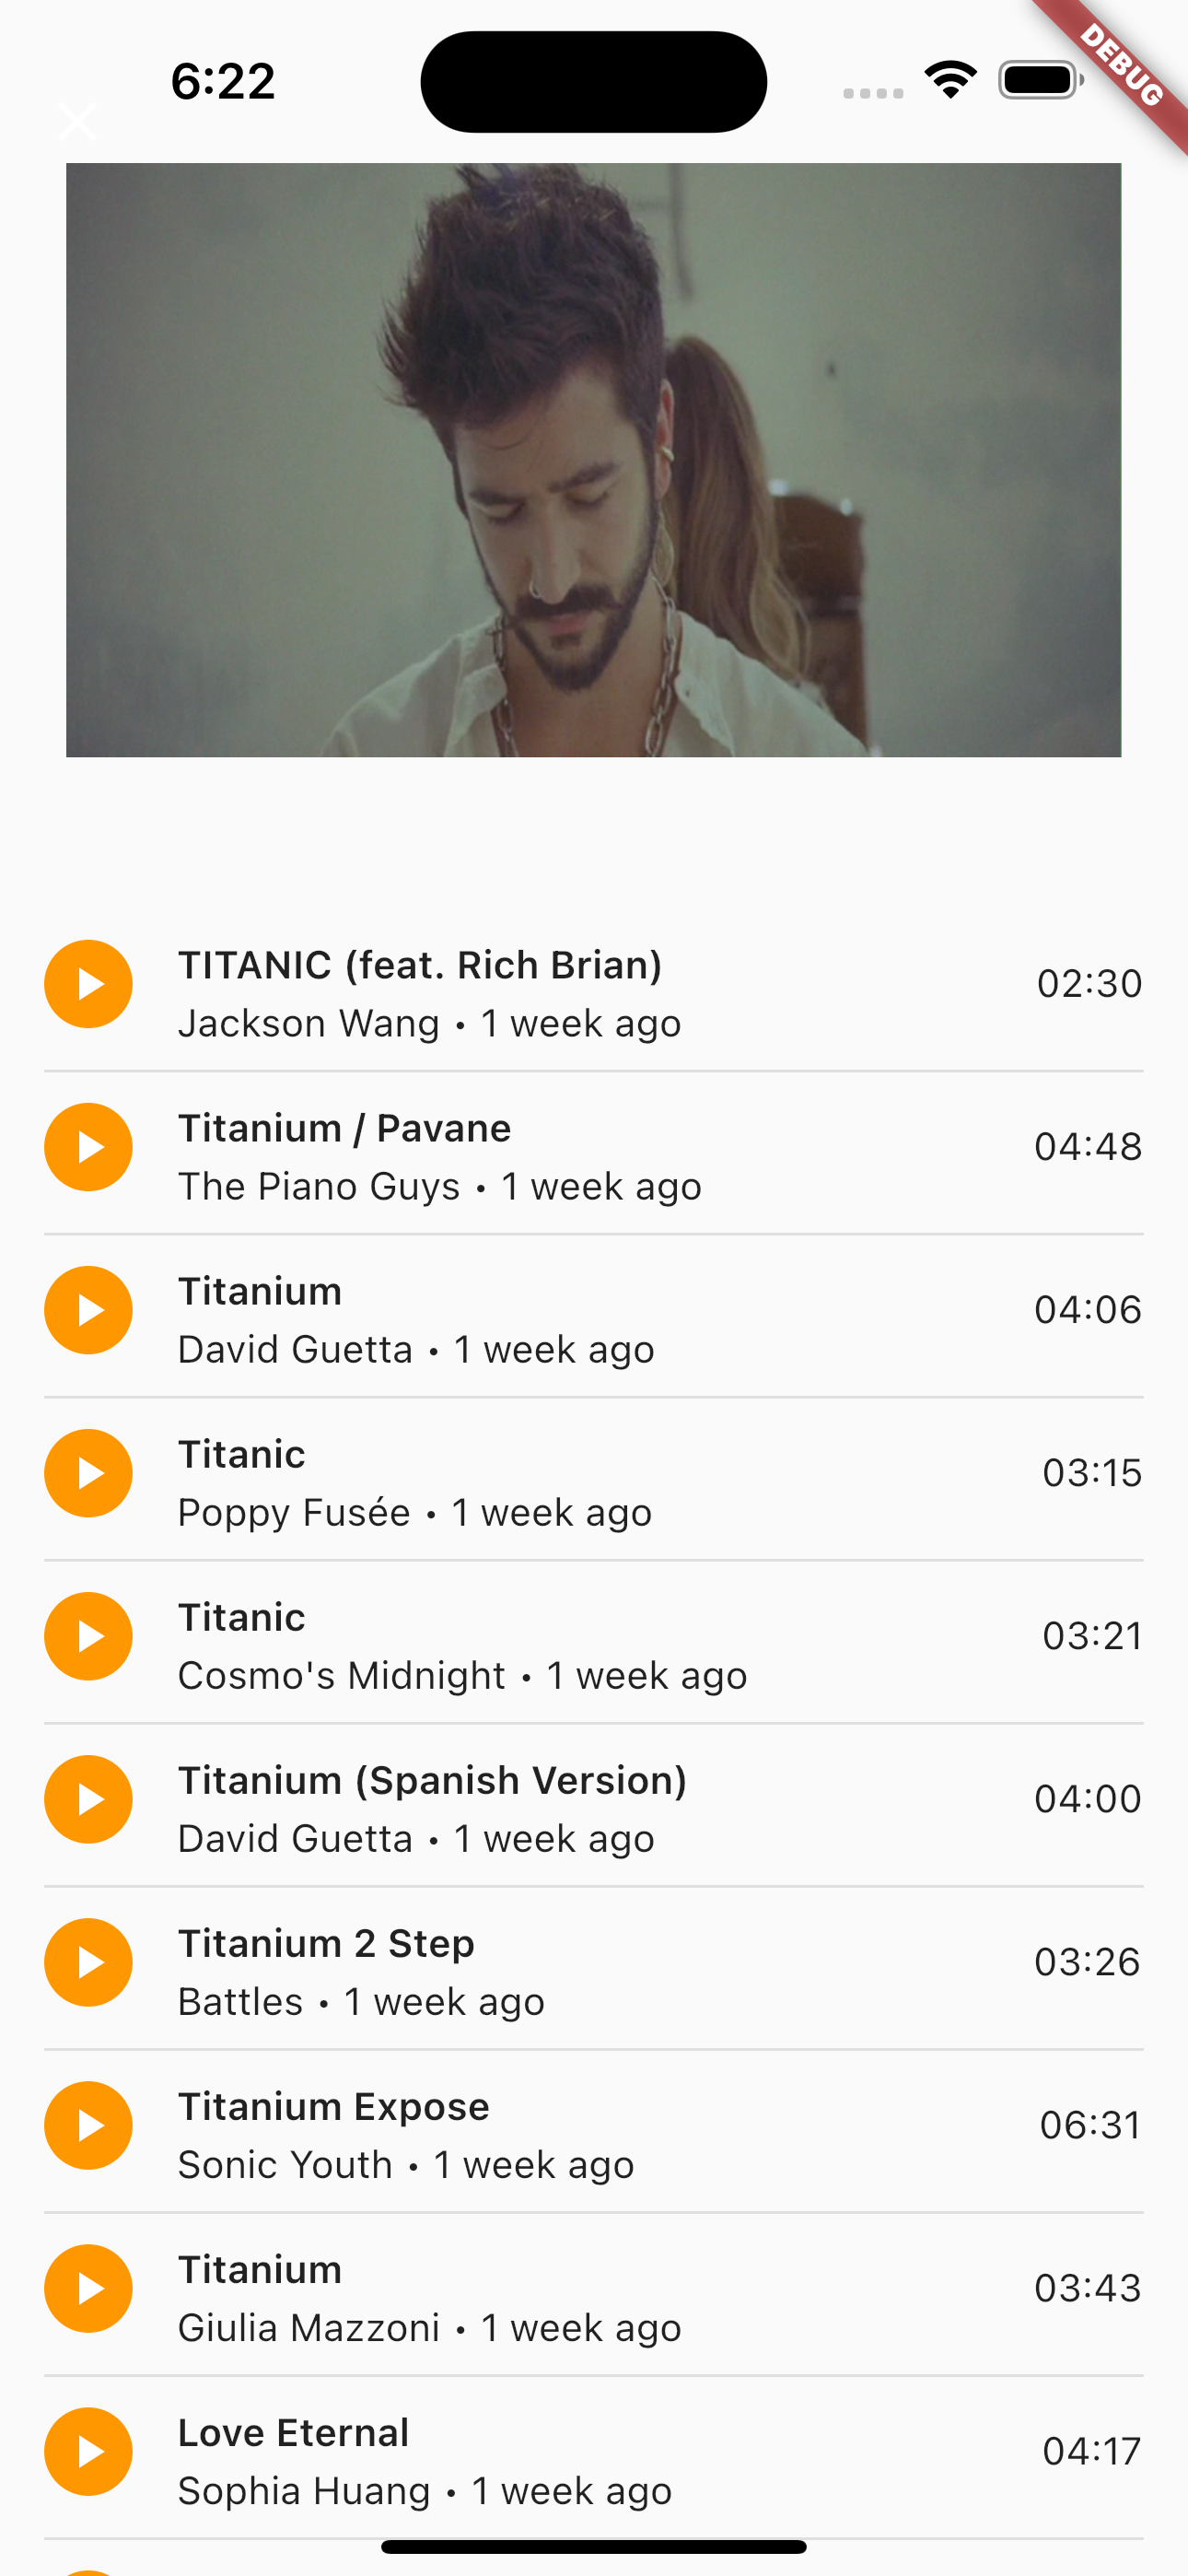 6:22
DEBUG
TITANIC (feat. Rich Brian)
Jackson Wang • 1 week ago
02:30
Titanium / Pavane
The Piano Guys • 1 week ago
04:48
Titanium
David Guetta • 1 week ago
04:06
Titanic
Poppy Fusée • 1 week ago
03:15
Titanic
Cosmo's Midnight • 1 week ago
03:21
Titanium (Spanish Version)
David Guetta • 1 week ago
04:00
Titanium 2 Step
Battles • 1 week ago
03:26
Titanium Expose
Sonic Youth • 1 week ago
06:31
Titanium
Giulia Mazzoni • 1 week ago
03:43
Love Eternal
Sophia Huang • 1 week ago
04:17